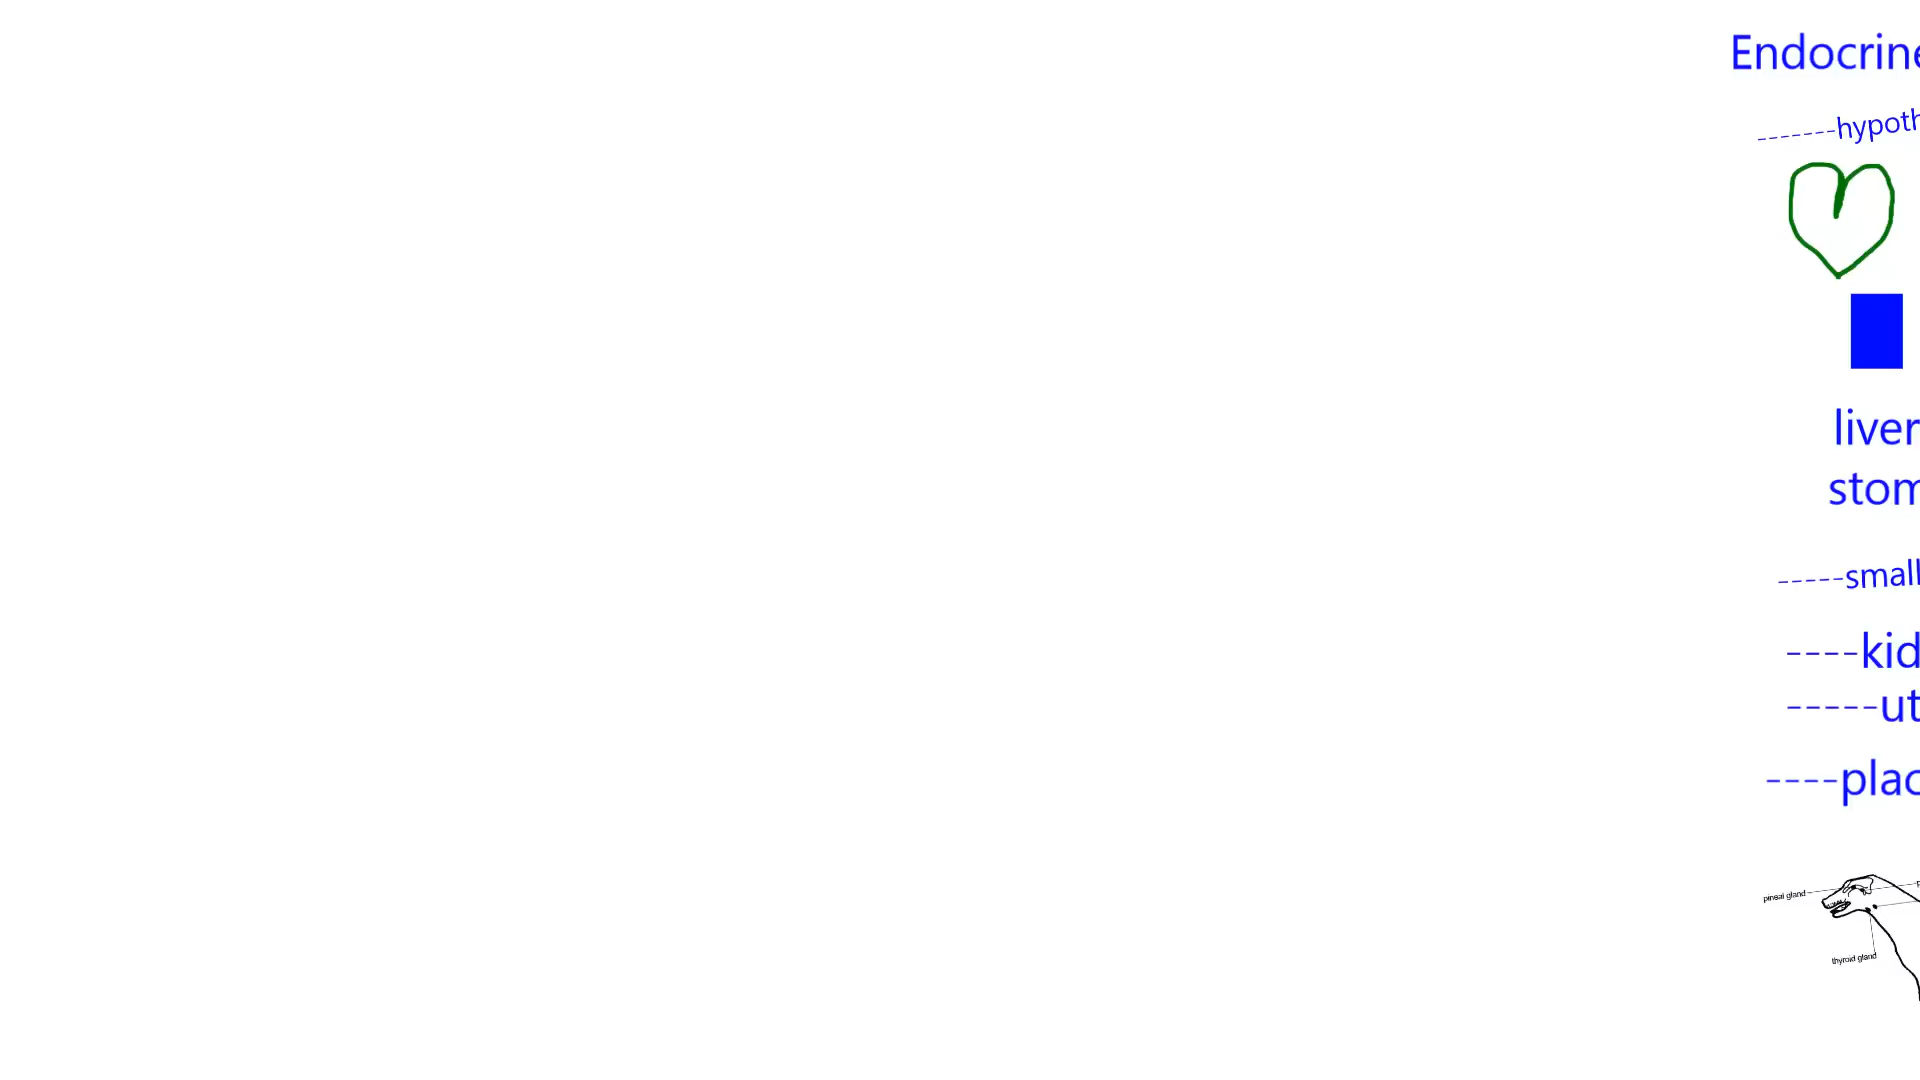 Endocrine
-------hypoth
liver
stom
-----small
----kid
-----ut
----plac
pineal gland
thyroid gland